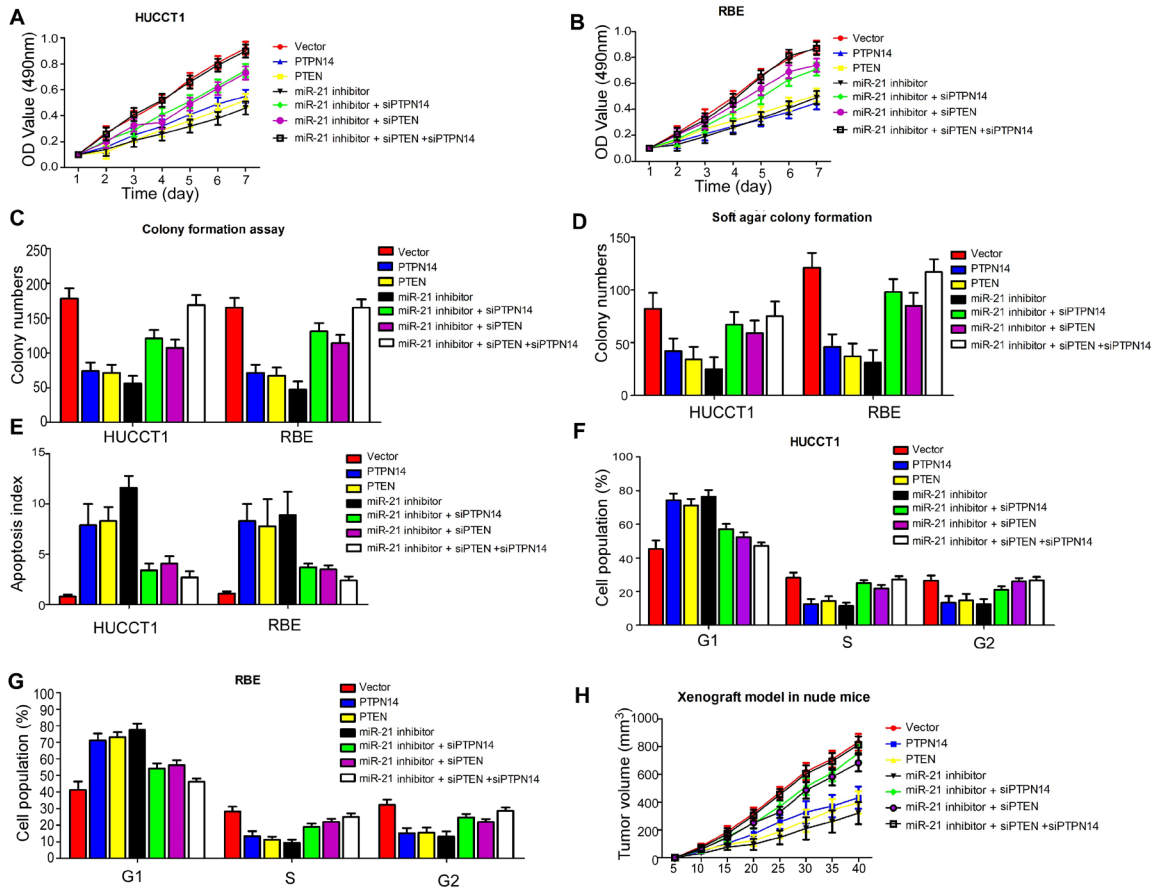 A
HUCCT1
OD Value (490nm)
1.0
0.8
0.6
0.4
0.2
0.0
1 2 3 4 5 6 7
Time (day)
Vector
PTPN14
PTEN
miR-21 inhibitor
miR-21 inhibitor + siPTPN14
miR-21 inhibitor + siPTEN
miR-21 inhibitor + siPTEN +siPTPN14
B
RBE
OD Value (490nm)
1.0
0.8
0.6
0.4
0.2
0.0
1 2 3 4 5 6 7
Time (day)
Vector
PTPN14
PTEN
miR-21 inhibitor
miR-21 inhibitor + siPTPN14
miR-21 inhibitor + siPTEN
miR-21 inhibitor + siPTEN +siPTPN14
C
Colony formation assay
Colony numbers
250
200
150
100
50
0
HUCCT1 RBE
Vector
PTPN14
PTEN
miR-21 inhibitor
miR-21 inhibitor + siPTPN14
miR-21 inhibitor + siPTEN
miR-21 inhibitor + siPTEN +siPTPN14
D
Soft agar colony formation
Colony numbers
150
100
50
0
HUCCT1 RBE
Vector
PTPN14
PTEN
miR-21 inhibitor
miR-21 inhibitor + siPTPN14
miR-21 inhibitor + siPTEN
miR-21 inhibitor + siPTEN +siPTPN14
E
Apoptosis index
15
10
5
0
HUCCT1 RBE
Vector
PTPN14
PTEN
miR-21 inhibitor
miR-21 inhibitor + siPTPN14
miR-21 inhibitor + siPTEN
miR-21 inhibitor + siPTEN +siPTPN14
F
HUCCT1
Cell population (%)
100
80
60
40
20
0
G1 S G2
Vector
PTPN14
PTEN
miR-21 inhibitor
miR-21 inhibitor + siPTPN14
miR-21 inhibitor + siPTEN
miR-21 inhibitor + siPTEN +siPTPN14
G
RBE
Cell population (%)
100
90
80
70
60
50
40
30
20
10
0
G1 S G2
Vector
PTPN14
PTEN
miR-21 inhibitor
miR-21 inhibitor + siPTPN14
miR-21 inhibitor + siPTEN
miR-21 inhibitor + siPTEN +siPTPN14
H
Xenograft model in nude mice
Tumor volume (mm³)
1000
800
600
400
200
0
5 10 15 20 25 30 35 40
Vector
PTPN14
PTEN
miR-21 inhibitor
miR-21 inhibitor + siPTPN14
miR-21 inhibitor + siPTEN
miR-21 inhibitor + siPTEN +siPTPN14